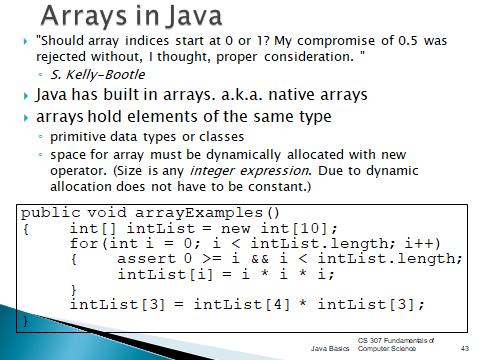 Arrays in Java
"Should array indices start at 0 or 1? My compromise of 0.5 was
rejected without, I thought, proper consideration. "
S. Kelly-Bootle
Java has built in arrays. a.k.a. native arrays
arrays hold elements of the same type
primitive data types or classes
space for array must be dynamically allocated with new
operator. (Size is any integer expression. Due to dynamic
allocation does not have to be constant.)
public void arrayExamples()
{ int[] intList = new int[10];
for(int i = 0; i < intList.length; i++)
{ assert 0 >= i && i < intList.length;
intList[i] = i * i * i;
}
intList[3] = intList[4] * intList[3];
}
Java Basics
CS 307 Fundamentals of
Computer Science
43